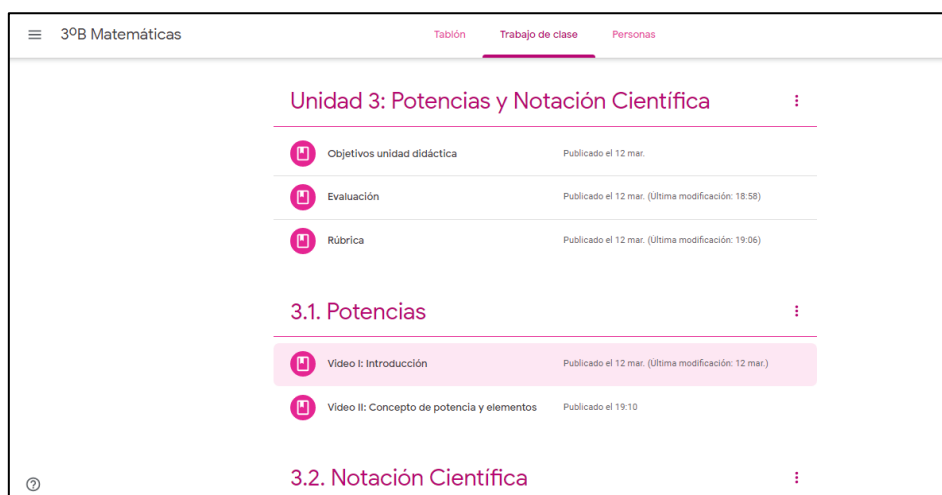 3ºB Matemáticas
Tablón
Trabajo de clase
Personas
Unidad 3: Potencias y Notación Científica
Objetivos unidad didáctica Publicado el 12 mar.
Evaluación Publicado el 12 mar. (Última modificación: 18:58)
Rúbrica Publicado el 12 mar. (Última modificación: 19:06)
3.1. Potencias
Vídeo I: Introducción Publicado el 12 mar. (Última modificación: 12 mar.)
Vídeo II: Concepto de potencia y elementos Publicado el 19:10
3.2. Notación Científica